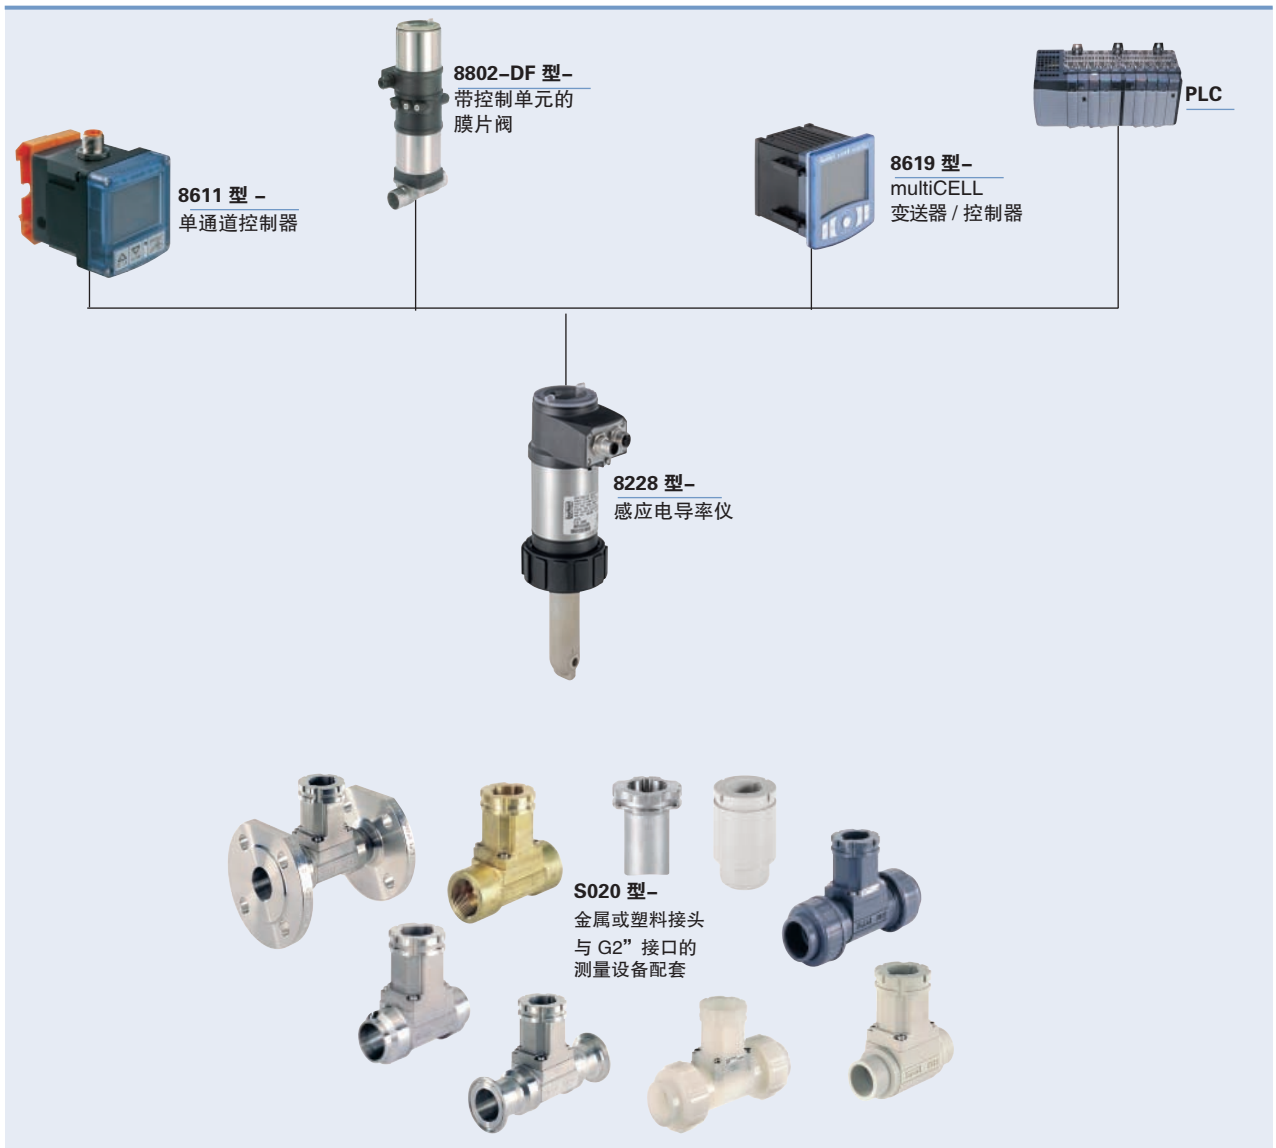 8802–DF 型–
带控制单元的
膜片阀
PLC
8611 型 –
单通道控制器
8619 型–
multiCELL
变送器 / 控制器
8228 型–
感应电导率仪
S020 型–
金属或塑料接头
与 G2” 接口的
测量设备配套